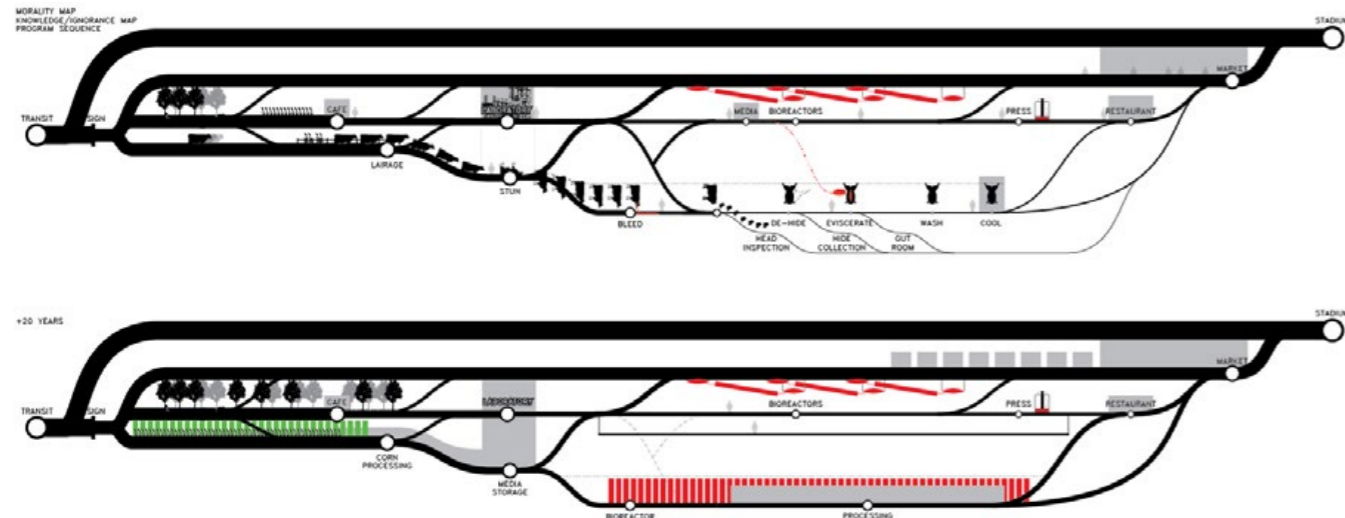 MORALITY MAP
KNOWLEDGE/IGNORANCE MAP
PROGRAM SEQUENCE
STADIUM
MARKET
TRANSIT
SIGN
CAFE
MEDIA
BIOREACTORS
PRESS
RESTAURANT
LAIRAGE
STUN
BLEED
DE-HIDE
EVISCERATE
WASH
COOL
HEAD
INSPECTION
HIDE
COLLECTION
GUT
ROOM
+20 YEARS
STADIUM
MARKET
TRANSIT
SIGN
CAFE
BIOREACTORS
PRESS
RESTAURANT
CORN
PROCESSING
MEDIA
STORAGE
BIOREACTOR
PROCESSING